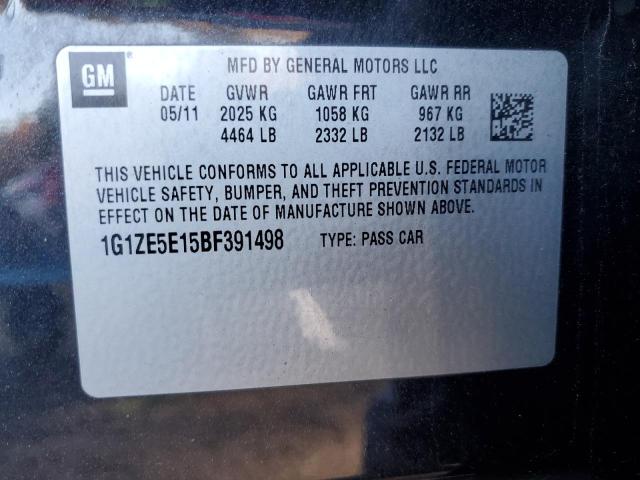 GM
MFD BY GENERAL MOTORS LLC
DATE GVWR GAWR FRT GAWR RR
05/11 2025 KG 1058 KG 967 KG
4464 LB 2332 LB 2132 LB
THIS VEHICLE CONFORMS TO ALL APPLICABLE U.S. FEDERAL MOTOR
VEHICLE SAFETY, BUMPER, AND THEFT PREVENTION STANDARDS IN
EFFECT ON THE DATE OF MANUFACTURE SHOWN ABOVE.
1G1ZE5E15BF391498 TYPE: PASS CAR